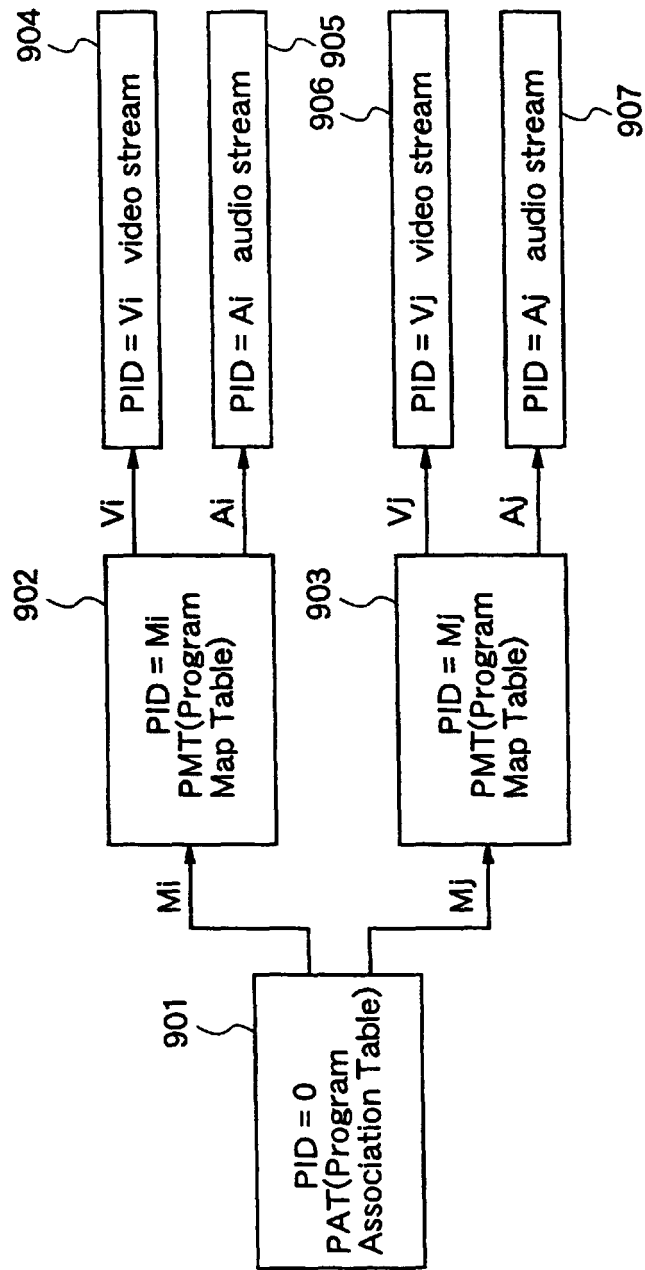 901
PID = 0
PAT(Program
Association Table)
Mi
Mj
902
PID = Mi
PMT(Program
Map Table)
903
PID = Mj
PMT(Program
Map Table)
Vi
Ai
Vj
Aj
904
PID = Vi video stream
PID = Ai audio stream
905
906
PID = Vj video stream
PID = Aj audio stream
907